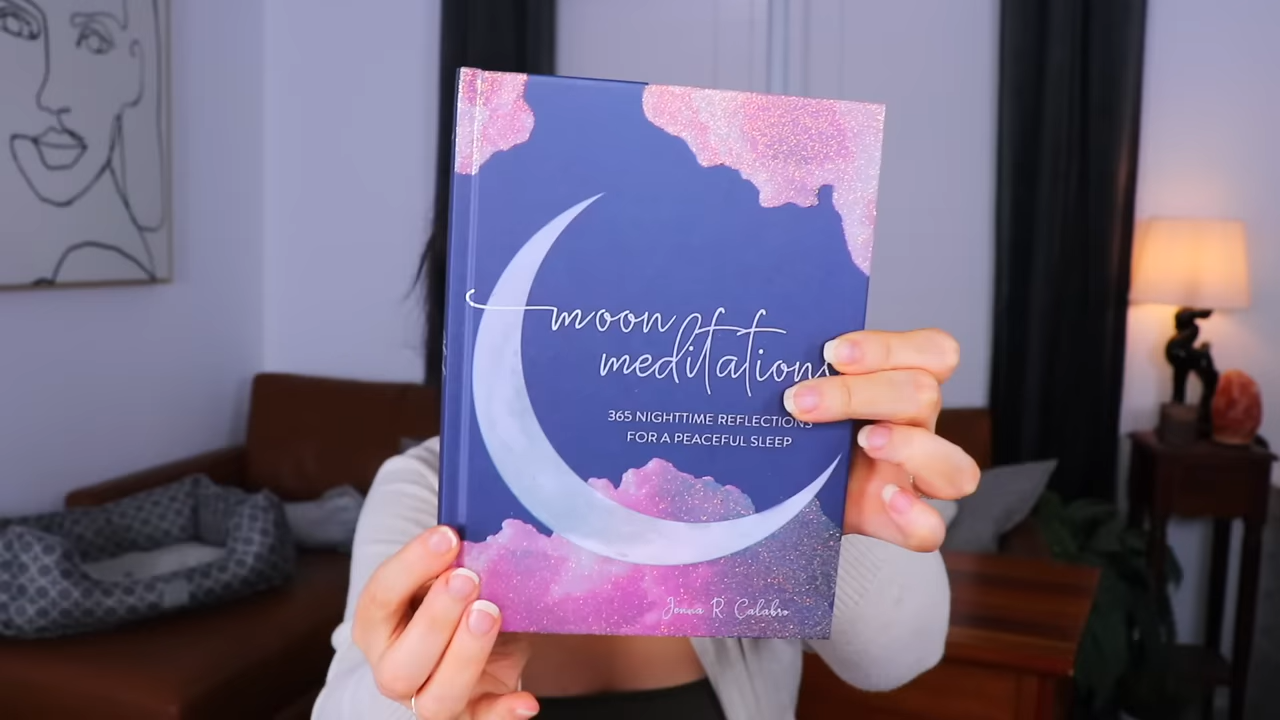 moon
meditations
365 NIGHTTIME REFLECTIONS
FOR A PEACEFUL SLEEP
Jenna R. Calabro